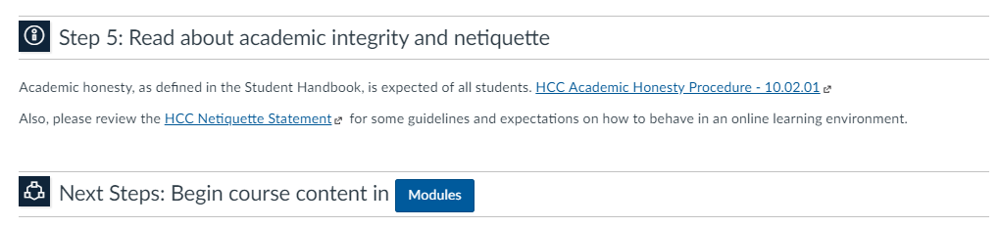 Step 5: Read about academic integrity and netiquette
Academic honesty, as defined in the Student Handbook, is expected of all students. HCC Academic Honesty Procedure - 10.02.01
Also, please review the HCC Netiquette Statement for some guidelines and expectations on how to behave in an online learning environment.
Next Steps: Begin course content in Modules